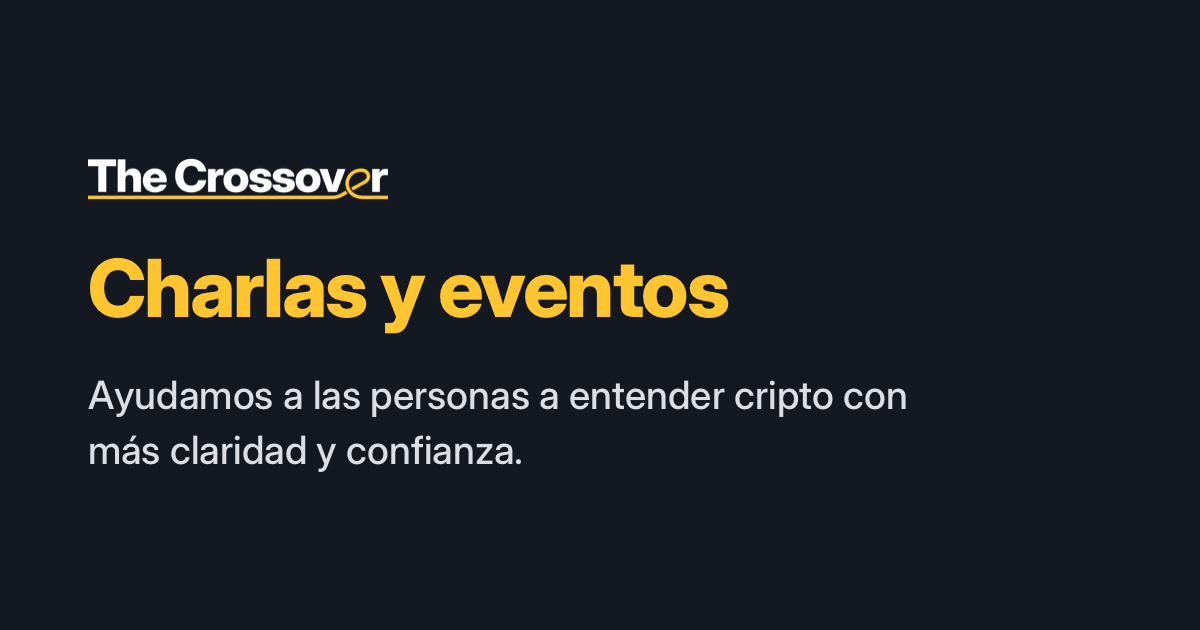 The Crossover
Charlas y eventos
Ayudamos a las personas a entender cripto con
más claridad y confianza.